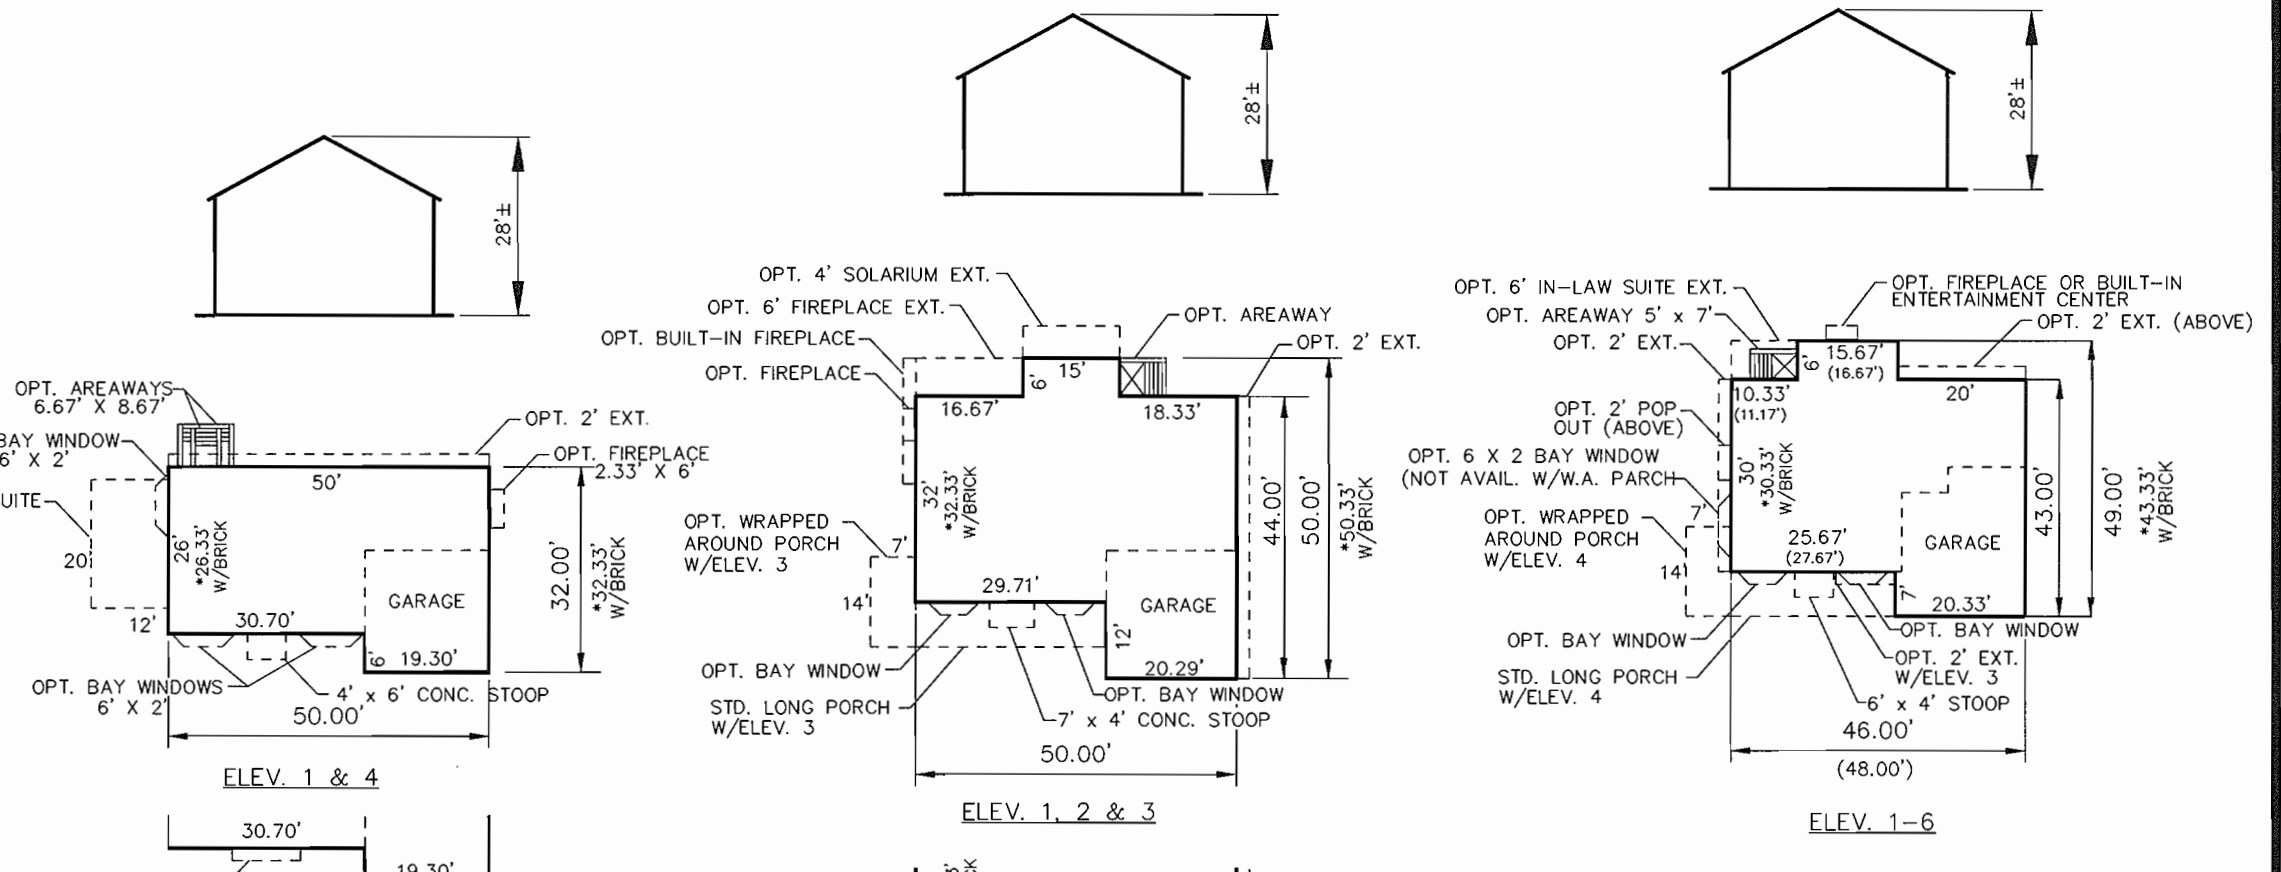 28'±
OPT. AREAWAYS
6.67' X 8.67'
BAY WINDOW
6' X 2'
UITE
20'
12'
OPT. 2' EXT.
OPT. FIREPLACE
2.33' X 6'
50'
26'
*26.33'
W/BRICK
30.70'
GARAGE
6'
19.30'
32.00'
*32.33'
W/BRICK
OPT. BAY WINDOWS
6' X 2'
4' x 6' CONC. STOOP
50.00'
ELEV. 1 & 4
30.70'
19.30'
28'±
OPT. 4' SOLARIUM EXT.
OPT. 6' FIREPLACE EXT.
OPT. BUILT-IN FIREPLACE
OPT. FIREPLACE
OPT. AREAWAY
OPT. 2' EXT.
6'
15'
16.67'
18.33'
32'
*32.33'
W/BRICK
OPT. WRAPPED
AROUND PORCH
W/ELEV. 3
7'
14'
29.71'
GARAGE
12'
20.29'
44.00'
50.00'
*50.33'
W/BRICK
OPT. BAY WINDOW
STD. LONG PORCH
W/ELEV. 3
OPT. BAY WINDOW
7' x 4' CONC. STOOP
50.00'
ELEV. 1, 2 & 3
28'±
OPT. 6' IN-LAW SUITE EXT.
OPT. AREAWAY 5' x 7'
OPT. 2' EXT.
OPT. FIREPLACE OR BUILT-IN
ENTERTAINMENT CENTER
OPT. 2' EXT. (ABOVE)
6'
15.67'
(16.67')
10.33'
(11.17')
20'
OPT. 2' POP
OUT (ABOVE)
OPT. 6 X 2 BAY WINDOW
(NOT AVAIL. W/W.A. PARCH
30'
*30.33'
W/BRICK
7'
OPT. WRAPPED
AROUND PORCH
W/ELEV. 4
14'
25.67'
(27.67')
GARAGE
7'
20.33'
43.00'
49.00'
*43.33'
W/BRICK
OPT. BAY WINDOW
STD. LONG PORCH
W/ELEV. 4
OPT. BAY WINDOW
OPT. 2' EXT.
W/ELEV. 3
6' x 4' STOOP
46.00'
(48.00')
ELEV. 1-6